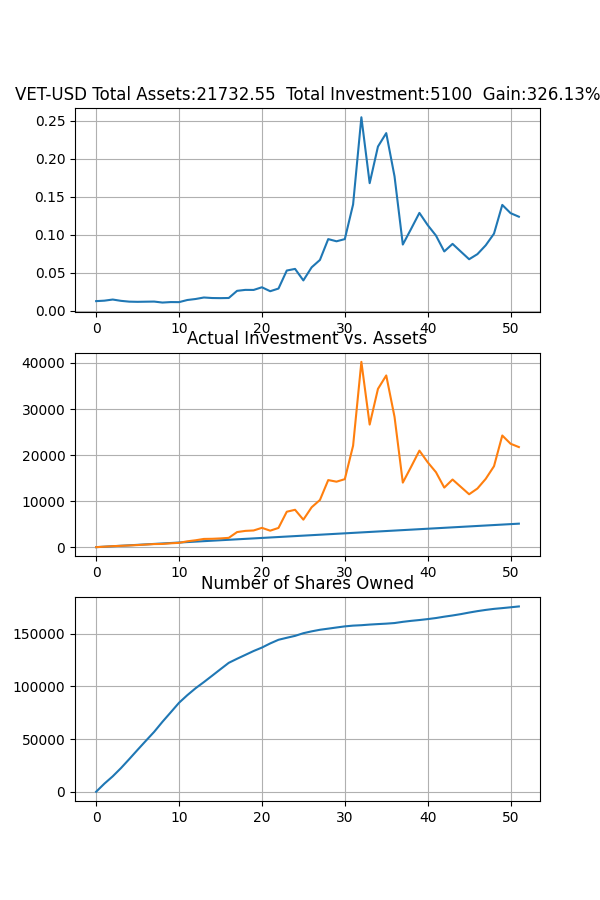 VET-USD Total Assets:21732.55  Total Investment:5100  Gain:326.13%
0.25
0.20
0.15
0.10
0.05
0.00
0 10 20 30 40 50
Actual Investment vs. Assets
40000
30000
20000
10000
0
0 10 20 30 40 50
Number of Shares Owned
150000
100000
50000
0
0 10 20 30 40 50